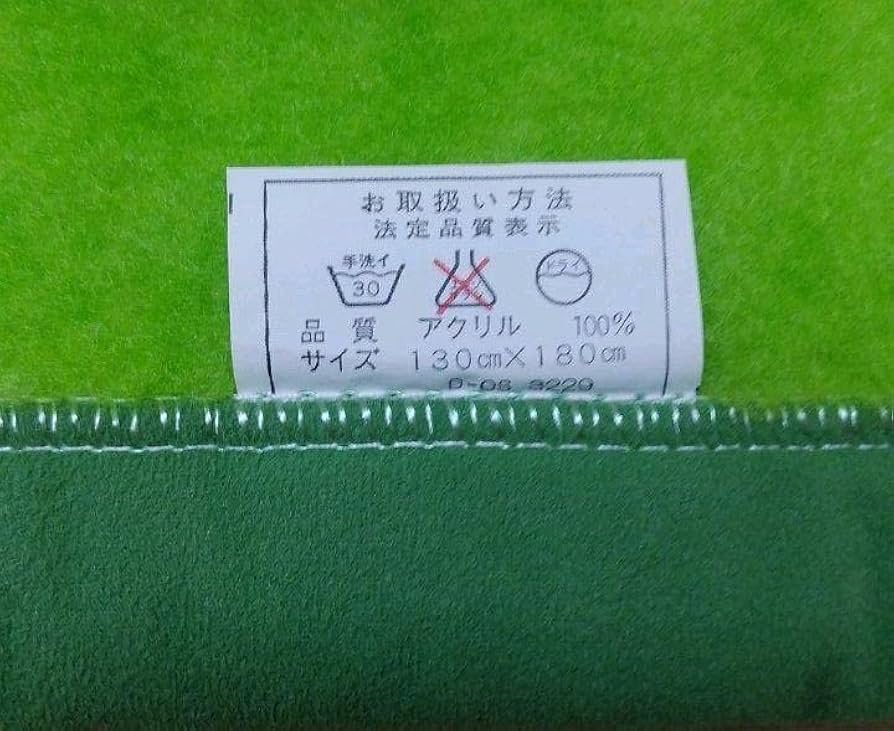 お取扱い方法
法定品質表示
手洗イ ドライ
30
品質 アクリル 100%
サイズ 130cm×180cm